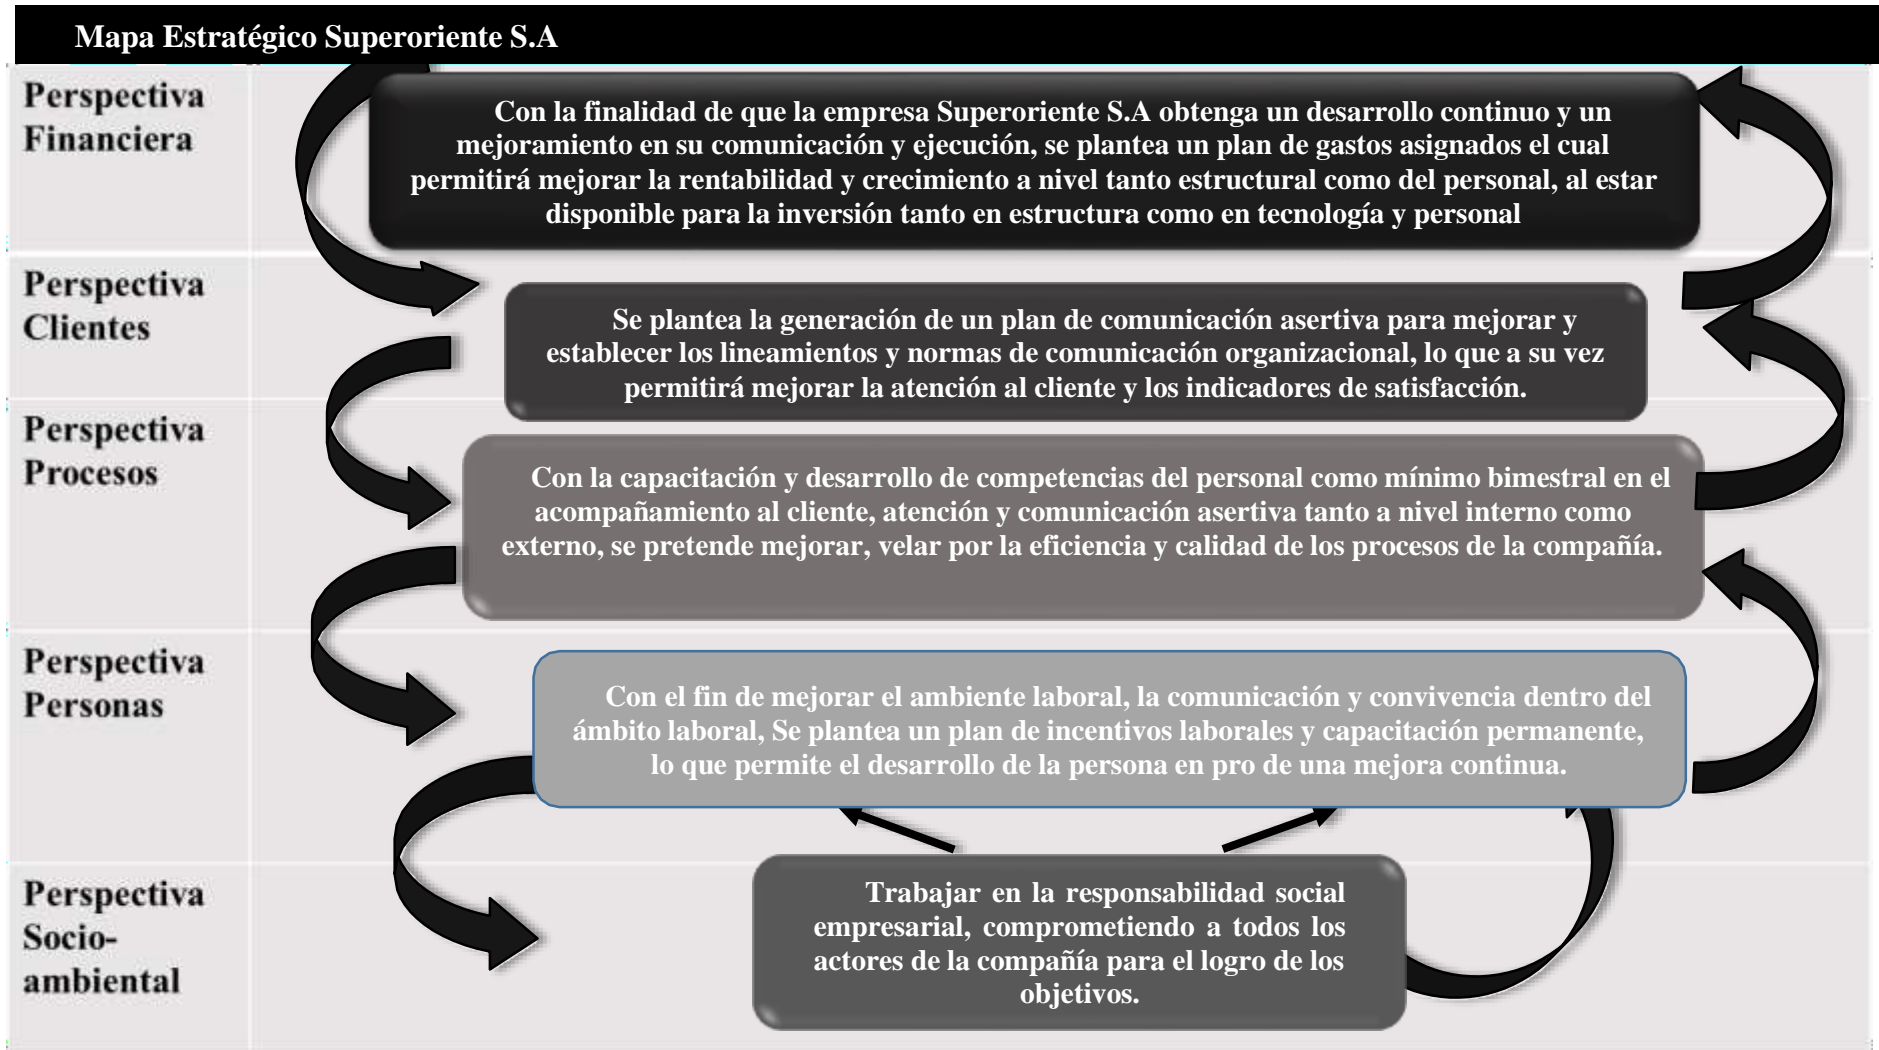 Mapa Estratégico Superoriente S.A
Perspectiva
Financiera
Con la finalidad de que la empresa Superoriente S.A obtenga un desarrollo continuo y un
mejoramiento en su comunicación y ejecución, se plantea un plan de gastos asignados el cual
permitirá mejorar la rentabilidad y crecimiento a nivel tanto estructural como del personal, al estar
disponible para la inversión tanto en estructura como en tecnología y personal
Perspectiva
Clientes
Se plantea la generación de un plan de comunicación asertiva para mejorar y
establecer los lineamientos y normas de comunicación organizacional, lo que a su vez
permitirá mejorar la atención al cliente y los indicadores de satisfacción.
Perspectiva
Procesos
Con la capacitación y desarrollo de competencias del personal como mínimo bimestral en el
acompañamiento al cliente, atención y comunicación asertiva tanto a nivel interno como
externo, se pretende mejorar, velar por la eficiencia y calidad de los procesos de la compañía.
Perspectiva
Personas
Con el fin de mejorar el ambiente laboral, la comunicación y convivencia dentro del
ámbito laboral, Se plantea un plan de incentivos laborales y capacitación permanente,
lo que permite el desarrollo de la persona en pro de una mejora continua.
Perspectiva
Socio-
ambiental
Trabajar en la responsabilidad social
empresarial, comprometiendo a todos los
actores de la compañía para el logro de los
objetivos.